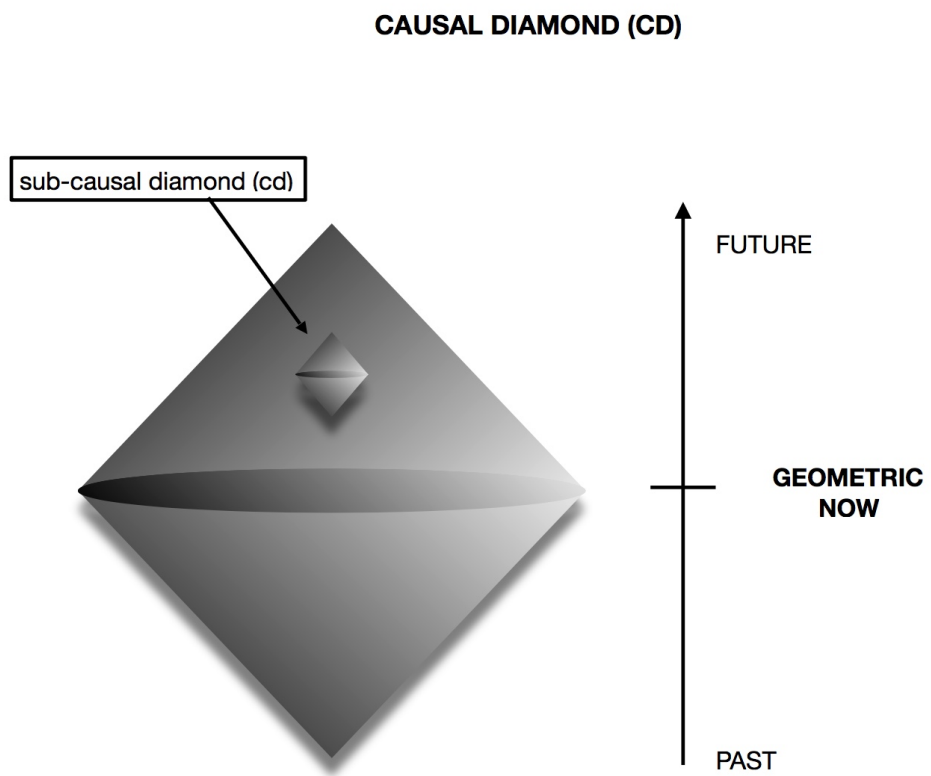 CAUSAL DIAMOND (CD)
sub-causal diamond (cd)
FUTURE
GEOMETRIC
NOW
PAST